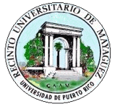 RECINTO UNIVERSITARIO DE MAYAGÜEZ
UNIVERSIDAD DE PUERTO RICO